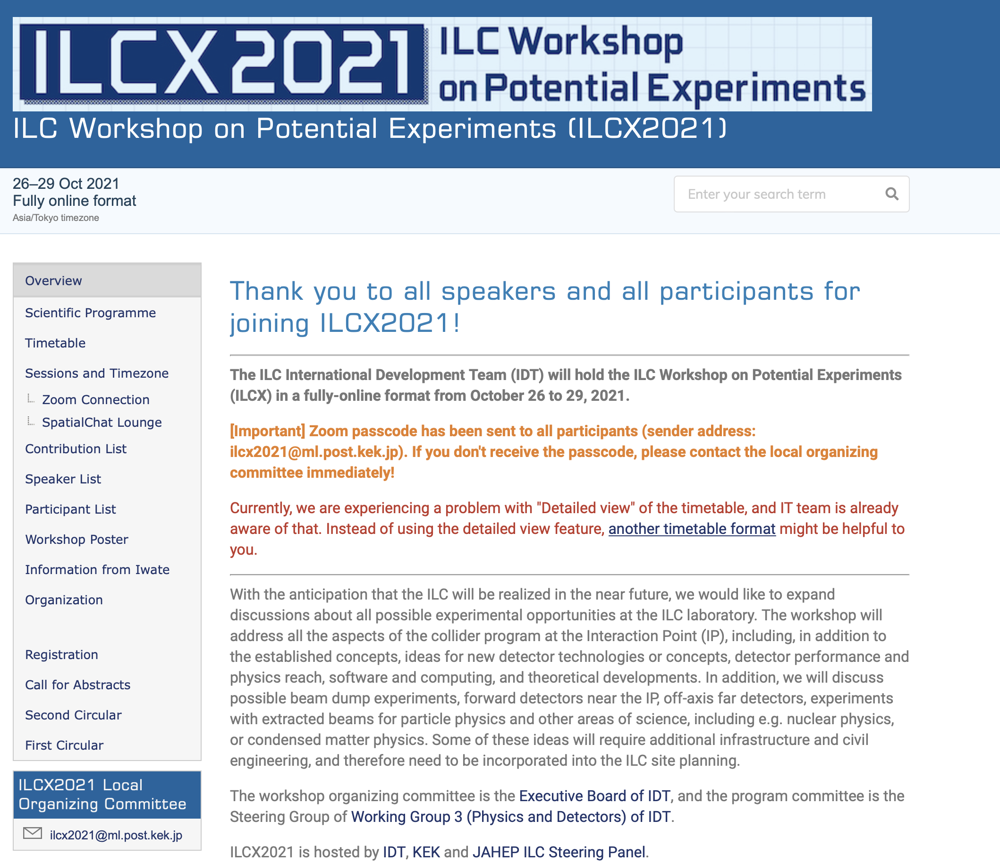 ILCX2021
ILC Workshop
on Potential Experiments
ILC Workshop on Potential Experiments (ILCX2021)
26–29 Oct 2021
Fully online format
Asia/Tokyo timezone
Enter your search term
Overview
Scientific Programme
Timetable
Sessions and Timezone
Zoom Connection
SpatialChat Lounge
Contribution List
Speaker List
Participant List
Workshop Poster
Information from Iwate
Organization
Registration
Call for Abstracts
Second Circular
First Circular
ILCX2021 Local
Organizing Committee
ilcx2021@ml.post.kek.jp
Thank you to all speakers and all participants for
joining ILCX2021!
The ILC International Development Team (IDT) will hold the ILC Workshop on Potential Experiments
(ILCX) in a fully-online format from October 26 to 29, 2021.
[Important] Zoom passcode has been sent to all participants (sender address:
ilcx2021@ml.post.kek.jp). If you don't receive the passcode, please contact the local organizing
committee immediately!
Currently, we are experiencing a problem with "Detailed view" of the timetable, and IT team is already
aware of that. Instead of using the detailed view feature, another timetable format might be helpful to
you.
With the anticipation that the ILC will be realized in the near future, we would like to expand
discussions about all possible experimental opportunities at the ILC laboratory. The workshop will
address all the aspects of the collider program at the Interaction Point (IP), including, in addition to
the established concepts, ideas for new detector technologies or concepts, detector performance and
physics reach, software and computing, and theoretical developments. In addition, we will discuss
possible beam dump experiments, forward detectors near the IP, off-axis far detectors, experiments
with extracted beams for particle physics and other areas of science, including e.g. nuclear physics,
or condensed matter physics. Some of these ideas will require additional infrastructure and civil
engineering, and therefore need to be incorporated into the ILC site planning.
The workshop organizing committee is the Executive Board of IDT, and the program committee is the
Steering Group of Working Group 3 (Physics and Detectors) of IDT.
ILCX2021 is hosted by IDT, KEK and JAHEP ILC Steering Panel.